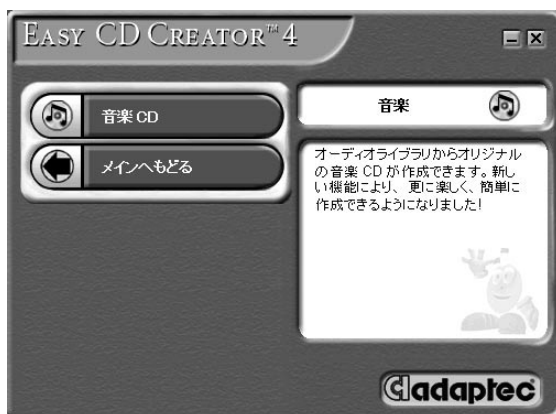 EASY CD CREATOR™ 4
音楽 CD
メインへもどる
音楽
オーディオライブラリからオリジナル
の音楽 CD が作成できます。新し
い機能により、更に楽しく、簡単に
作成できるようになりました!
adaptec